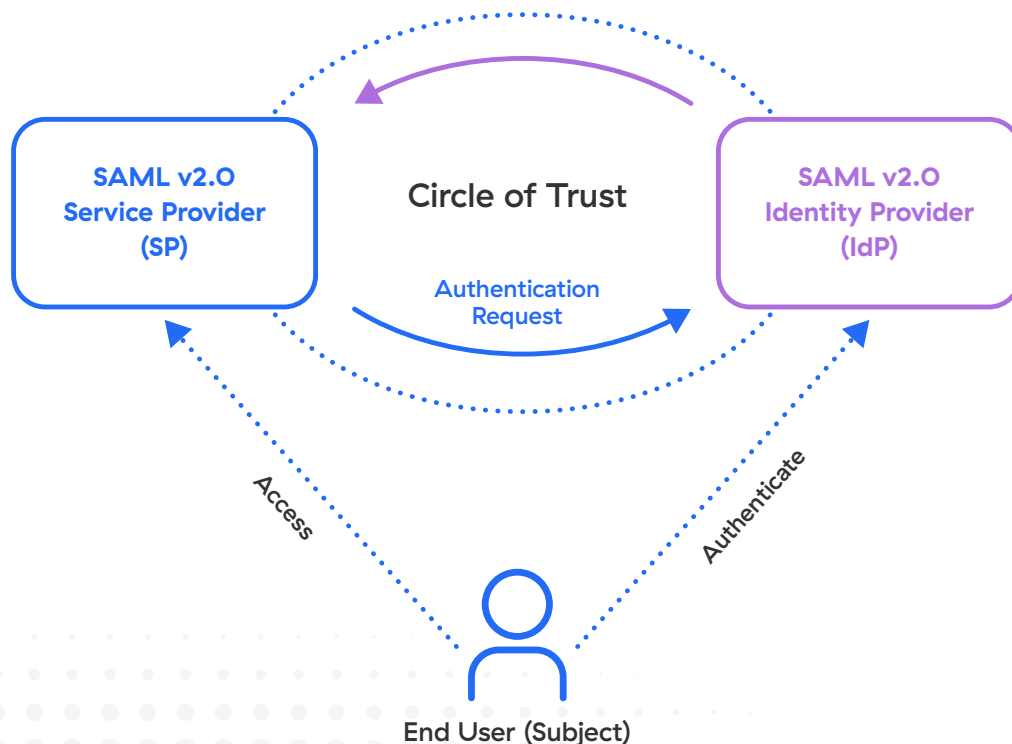 SAML v2.0
Service Provider
(SP)
Circle of Trust
SAML v2.0
Identity Provider
(IdP)
Authentication
Request
Access
Authenticate
End User (Subject)